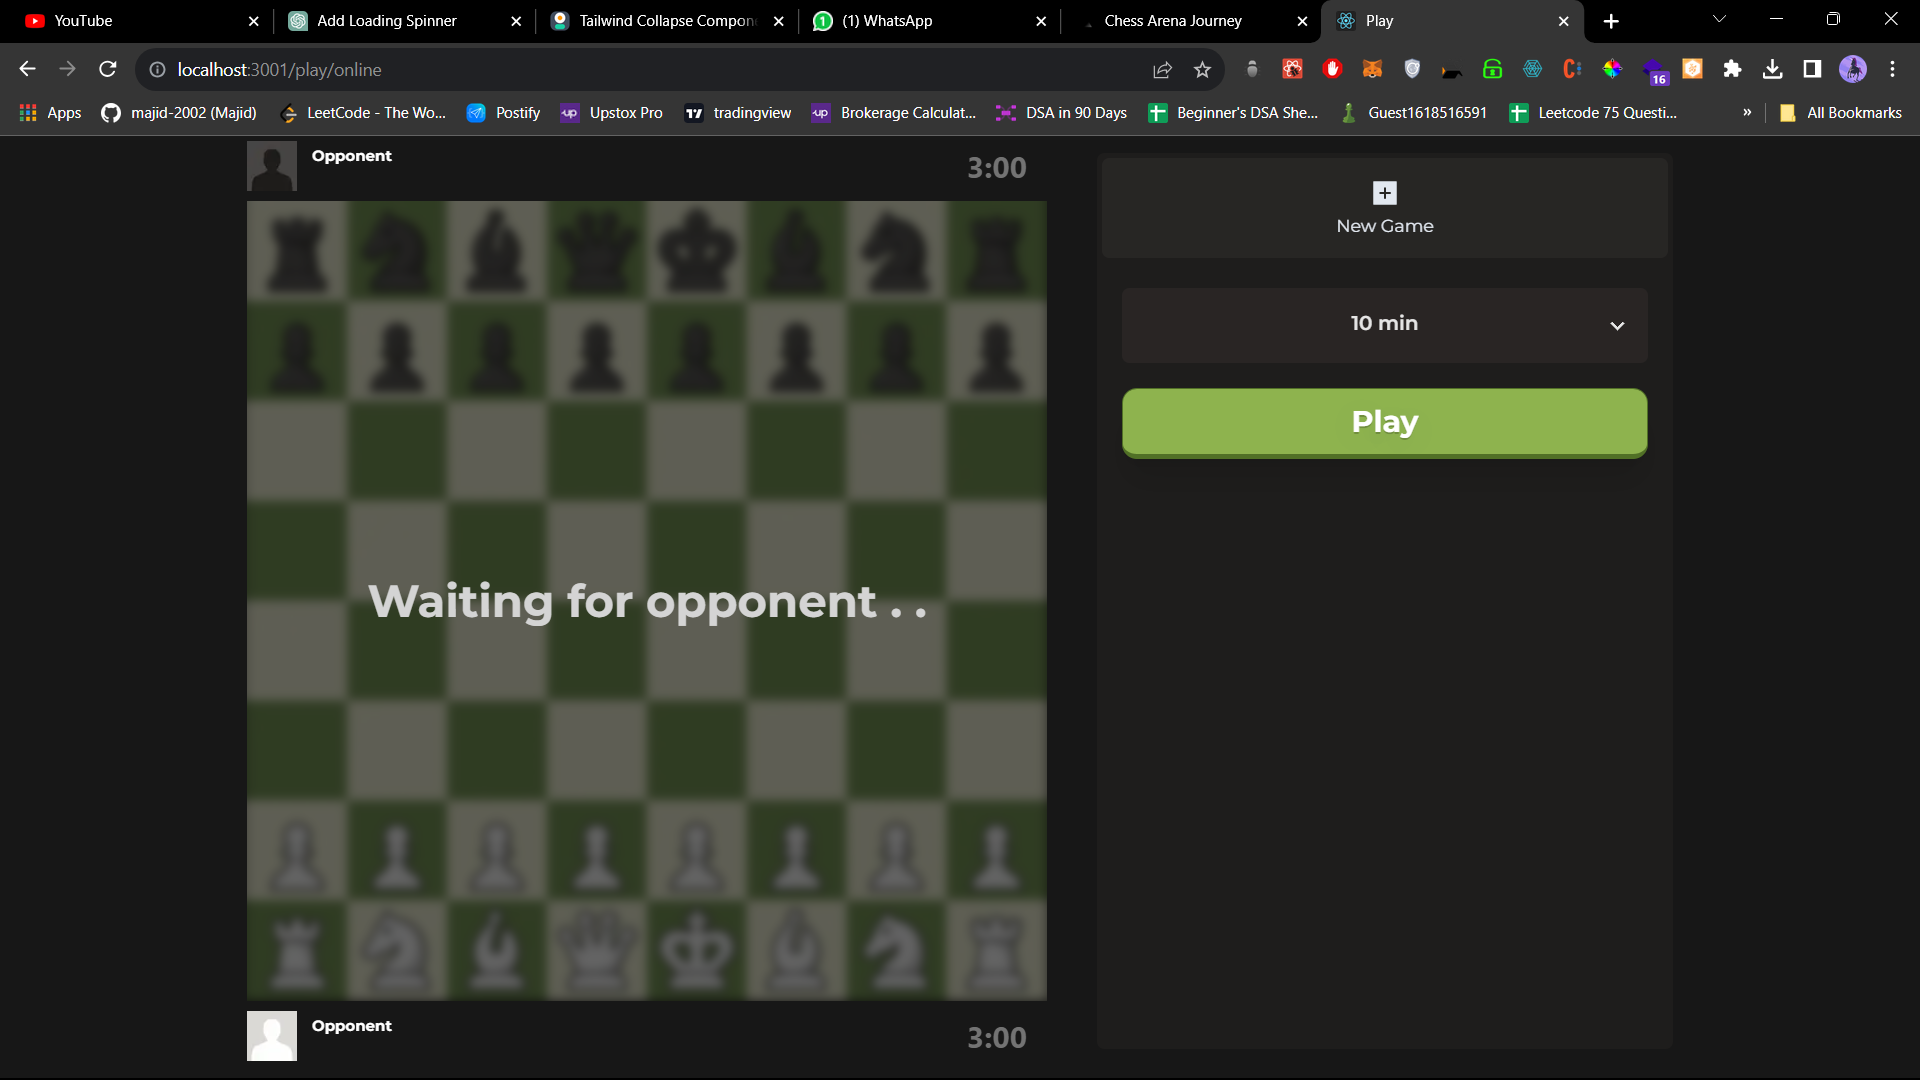 YouTube
Add Loading Spinner
Tailwind Collapse Compon
(1) WhatsApp
Chess Arena Journey
Play
localhost:3001/play/online
16
Apps
majid-2002 (Majid)
LeetCode - The Wo...
Postify
Upstox Pro
tradingview
Brokerage Calculat...
DSA in 90 Days
Beginner's DSA She...
Guest1618516591
Leetcode 75 Questi...
»
All Bookmarks
Opponent
3:00
New Game
10 min
Play
Waiting for opponent . .
Opponent
3:00